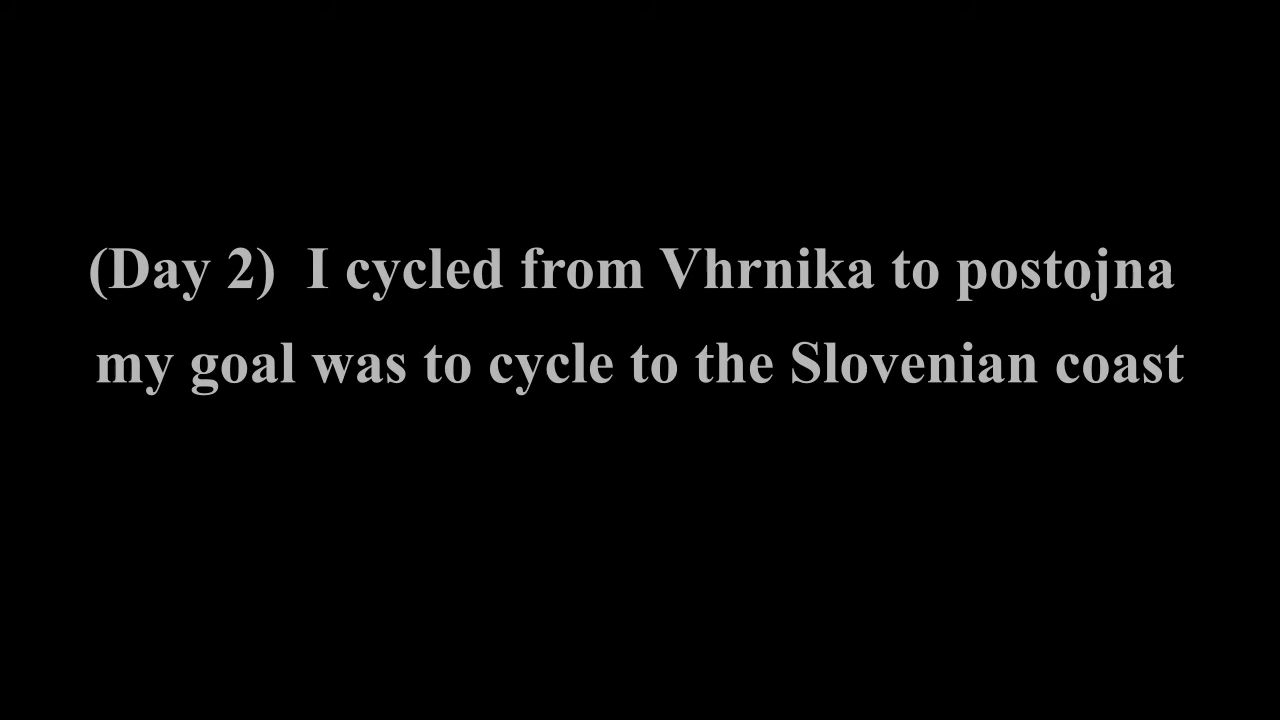 (Day 2)  I cycled from Vhrnika to postojna
my goal was to cycle to the Slovenian coast